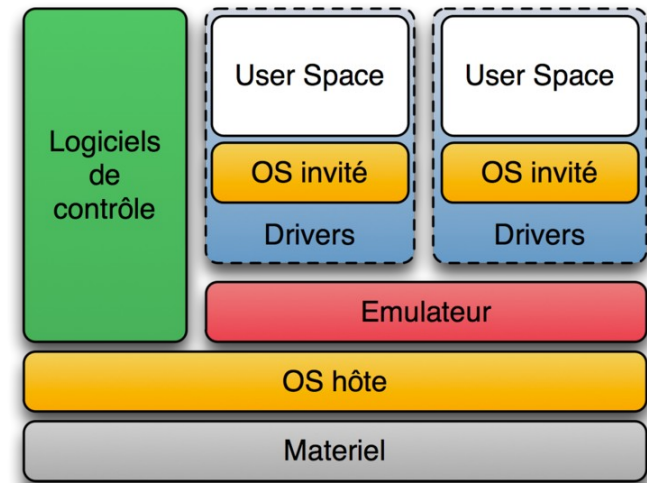 Logiciels
de
contrôle
User Space
OS invité
Drivers
User Space
OS invité
Drivers
Emulateur
OS hôte
Materiel